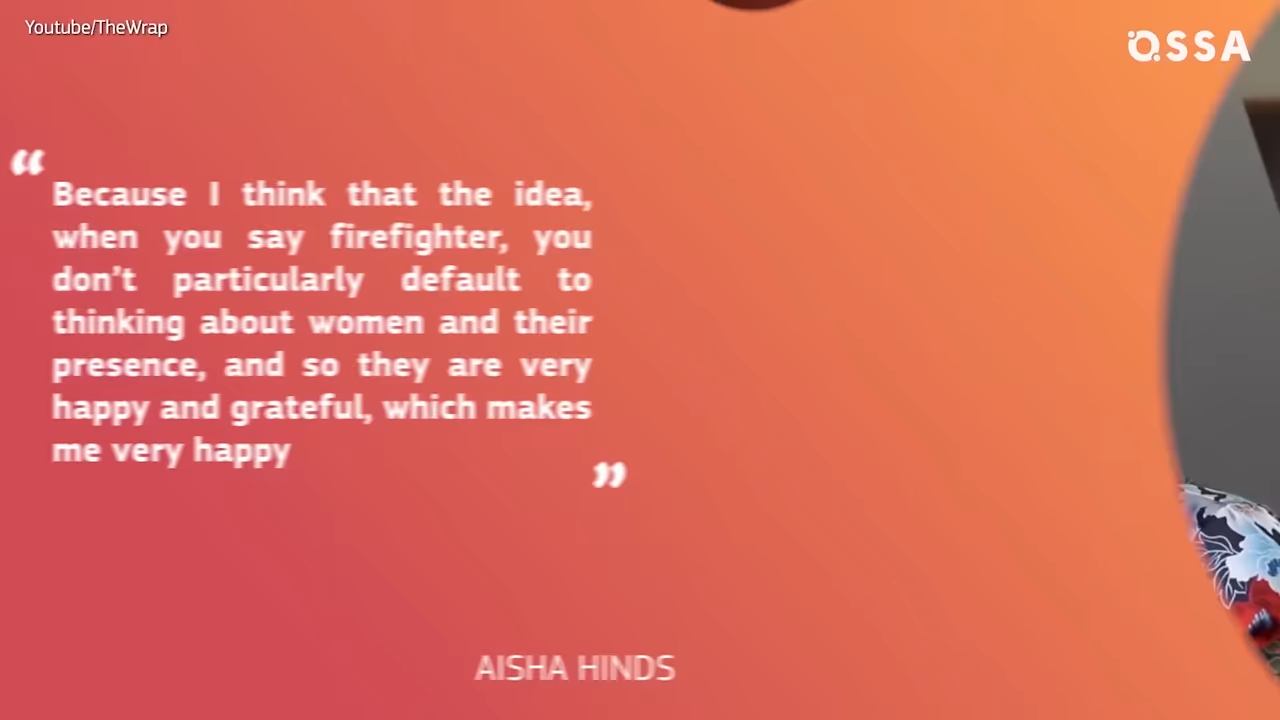 Youtube/TheWrap
OSSA
“
Because I think that the idea,
when you say firefighter, you
don’t particularly default to
thinking about women and their
presence, and so they are very
happy and grateful, which makes
me very happy
”
AISHA HINDS